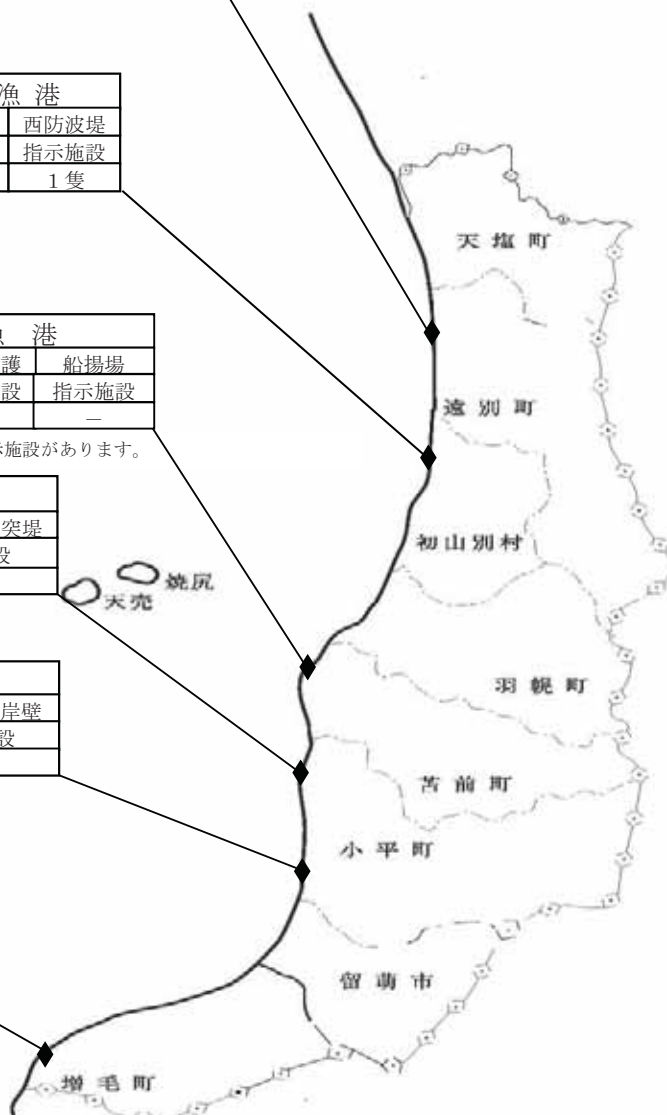 漁 港
西防波堤
指示施設
1隻
天塩町
港
護 船揚場
設 指示施設
－
遠別町
示施設があります。
突堤
設
初山別村
焼尻
天売
岸壁
設
羽幌町
苫前町
小平町
留萌市
増毛町